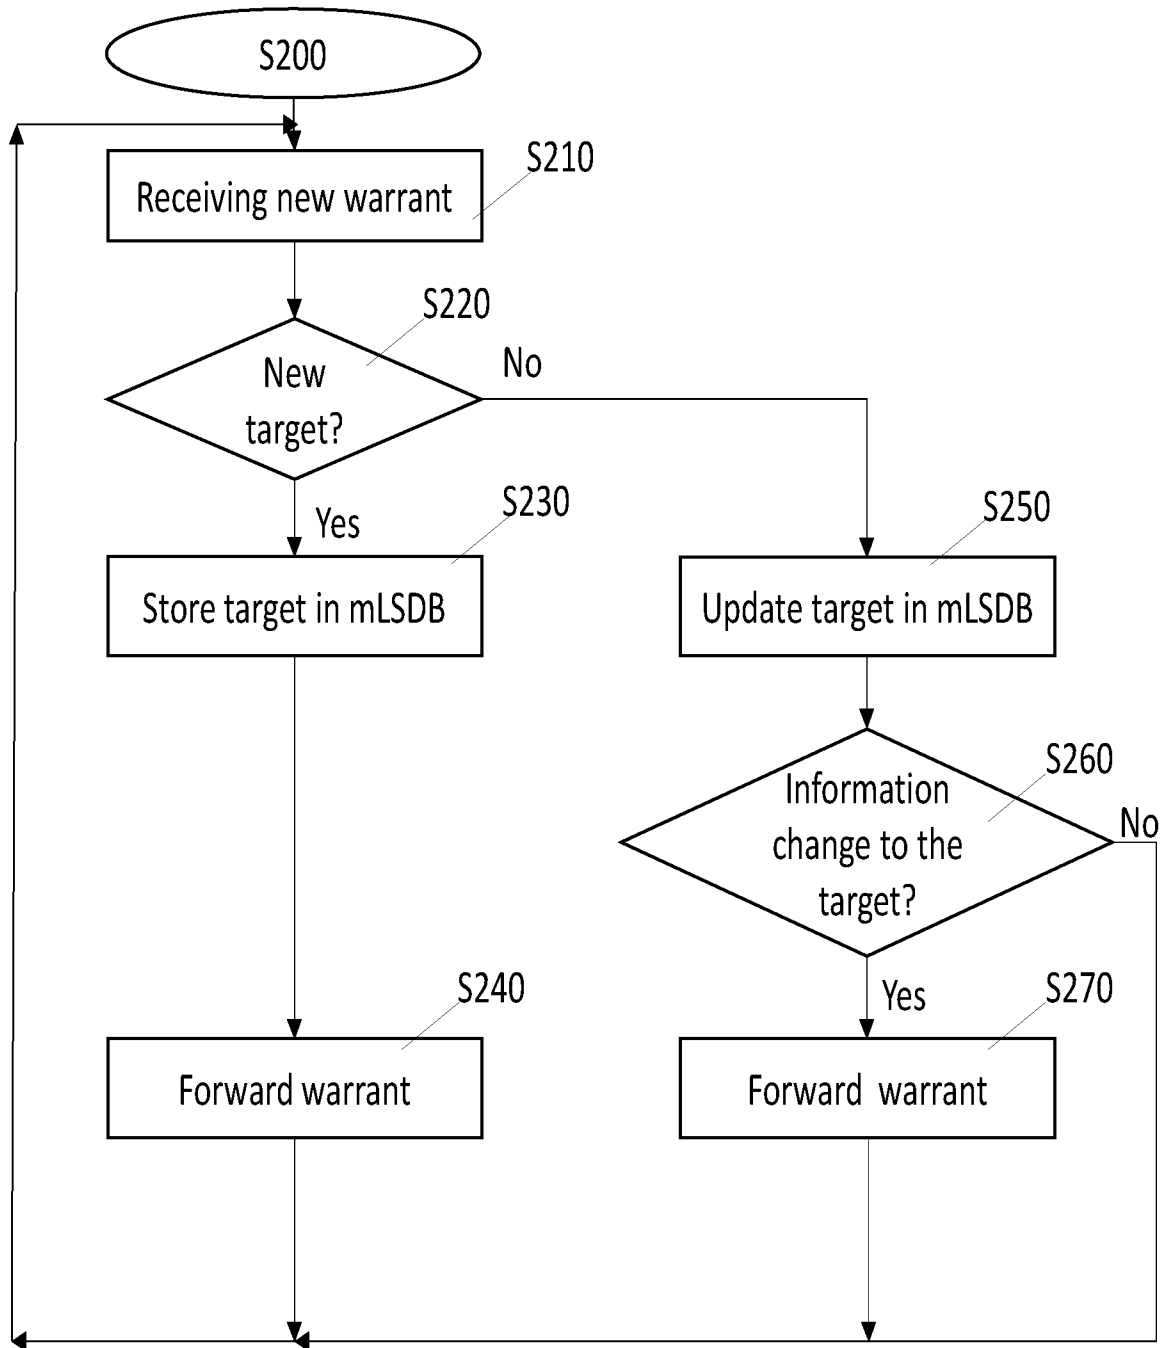 S200
S210
Receiving new warrant
S220
No
New
target?
Yes
S230
S250
Store target in mLSDB
Update target in mLSDB
S260
Information
change to the
target?
No
S240
Yes
S270
Forward warrant
Forward warrant